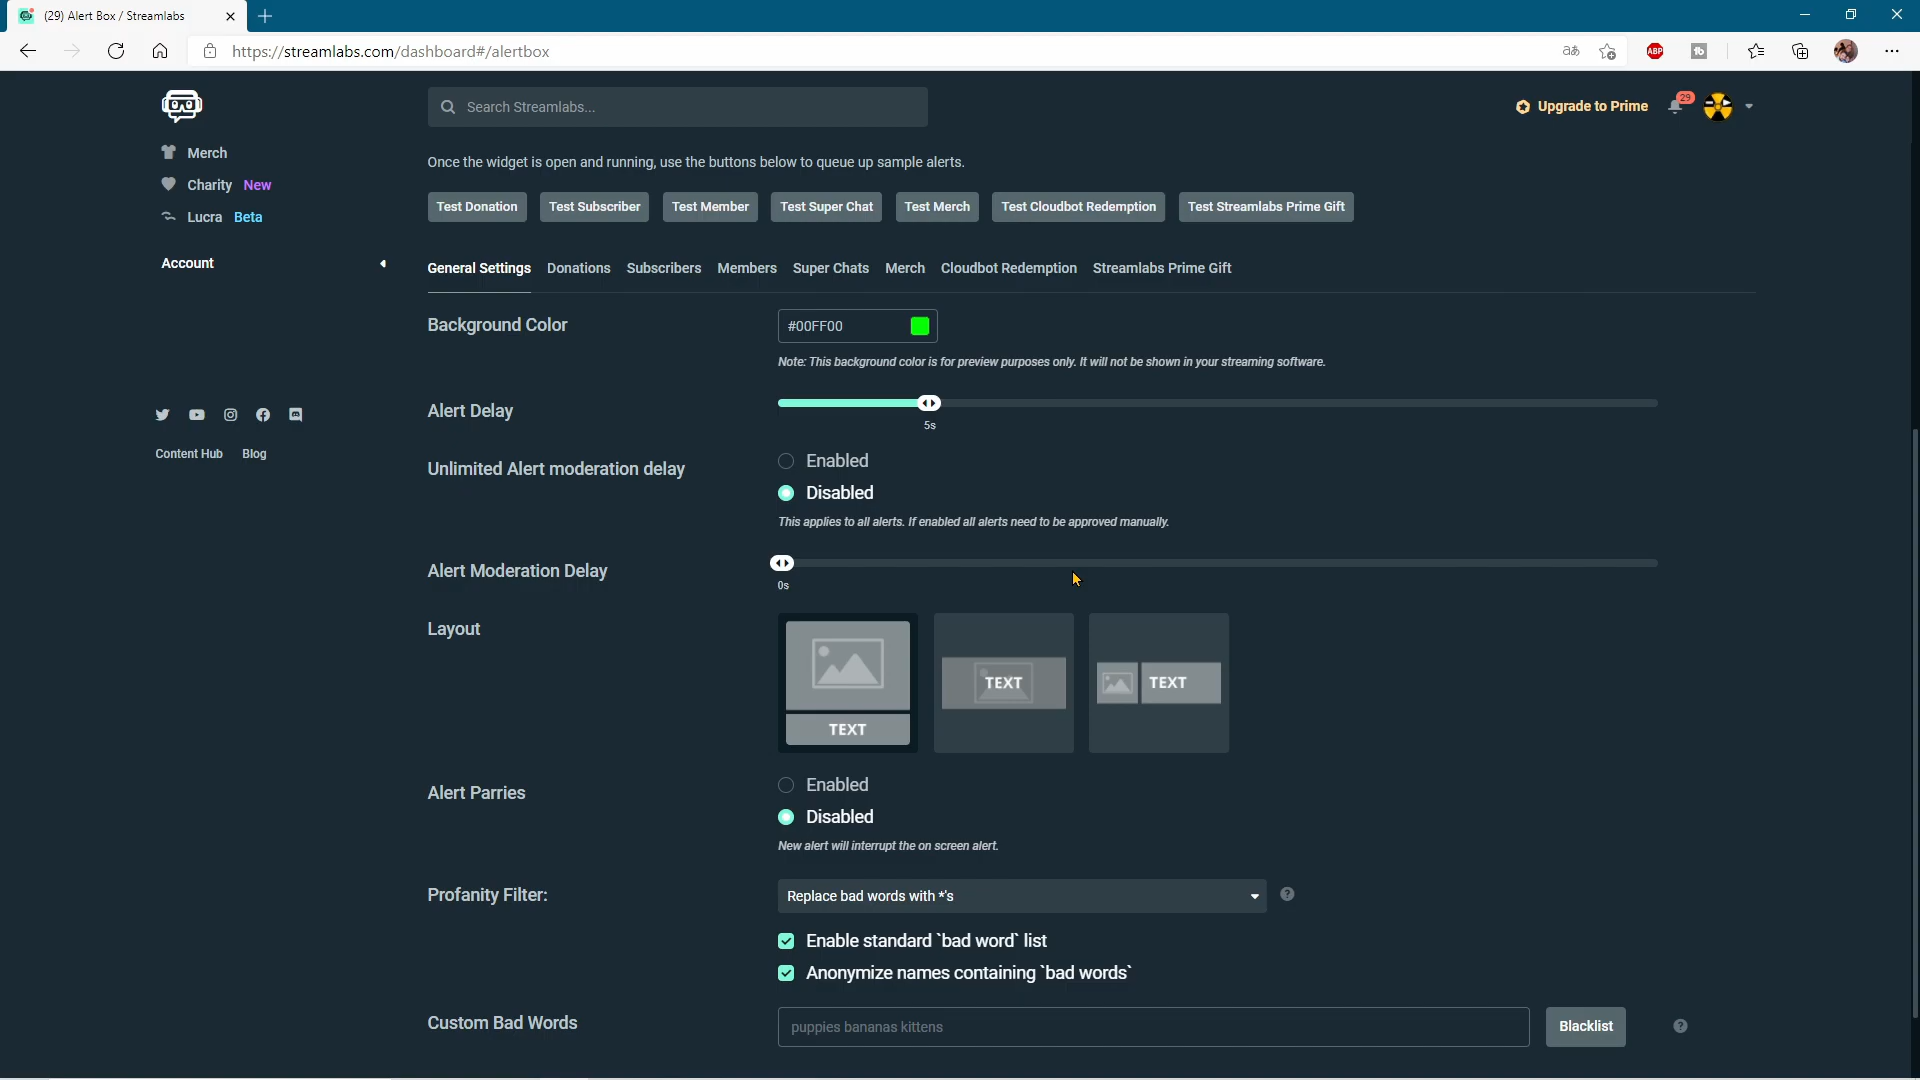 (29) Alert Box / Streamlabs
https://streamlabs.com/dashboard#/alertbox
aあ
ABP
tb
Search Streamlabs...
Upgrade to Prime
29
Merch
Charity New
Lucra Beta
Account
Content Hub Blog
Once the widget is open and running, use the buttons below to queue up sample alerts.
Test Donation Test Subscriber Test Member Test Super Chat Test Merch Test Cloudbot Redemption Test Streamlabs Prime Gift
General Settings Donations Subscribers Members Super Chats Merch Cloudbot Redemption Streamlabs Prime Gift
Background Color
#00FF00
Note: This background color is for preview purposes only. It will not be shown in your streaming software.
Alert Delay
5s
Unlimited Alert moderation delay
Enabled
Disabled
This applies to all alerts. If enabled all alerts need to be approved manually.
Alert Moderation Delay
0s
Layout
TEXT
TEXT
TEXT
Alert Parries
Enabled
Disabled
New alert will interrupt the on screen alert.
Profanity Filter:
Replace bad words with *'s
?
Enable standard `bad word` list
Anonymize names containing `bad words`
Custom Bad Words
puppies bananas kittens
Blacklist
?